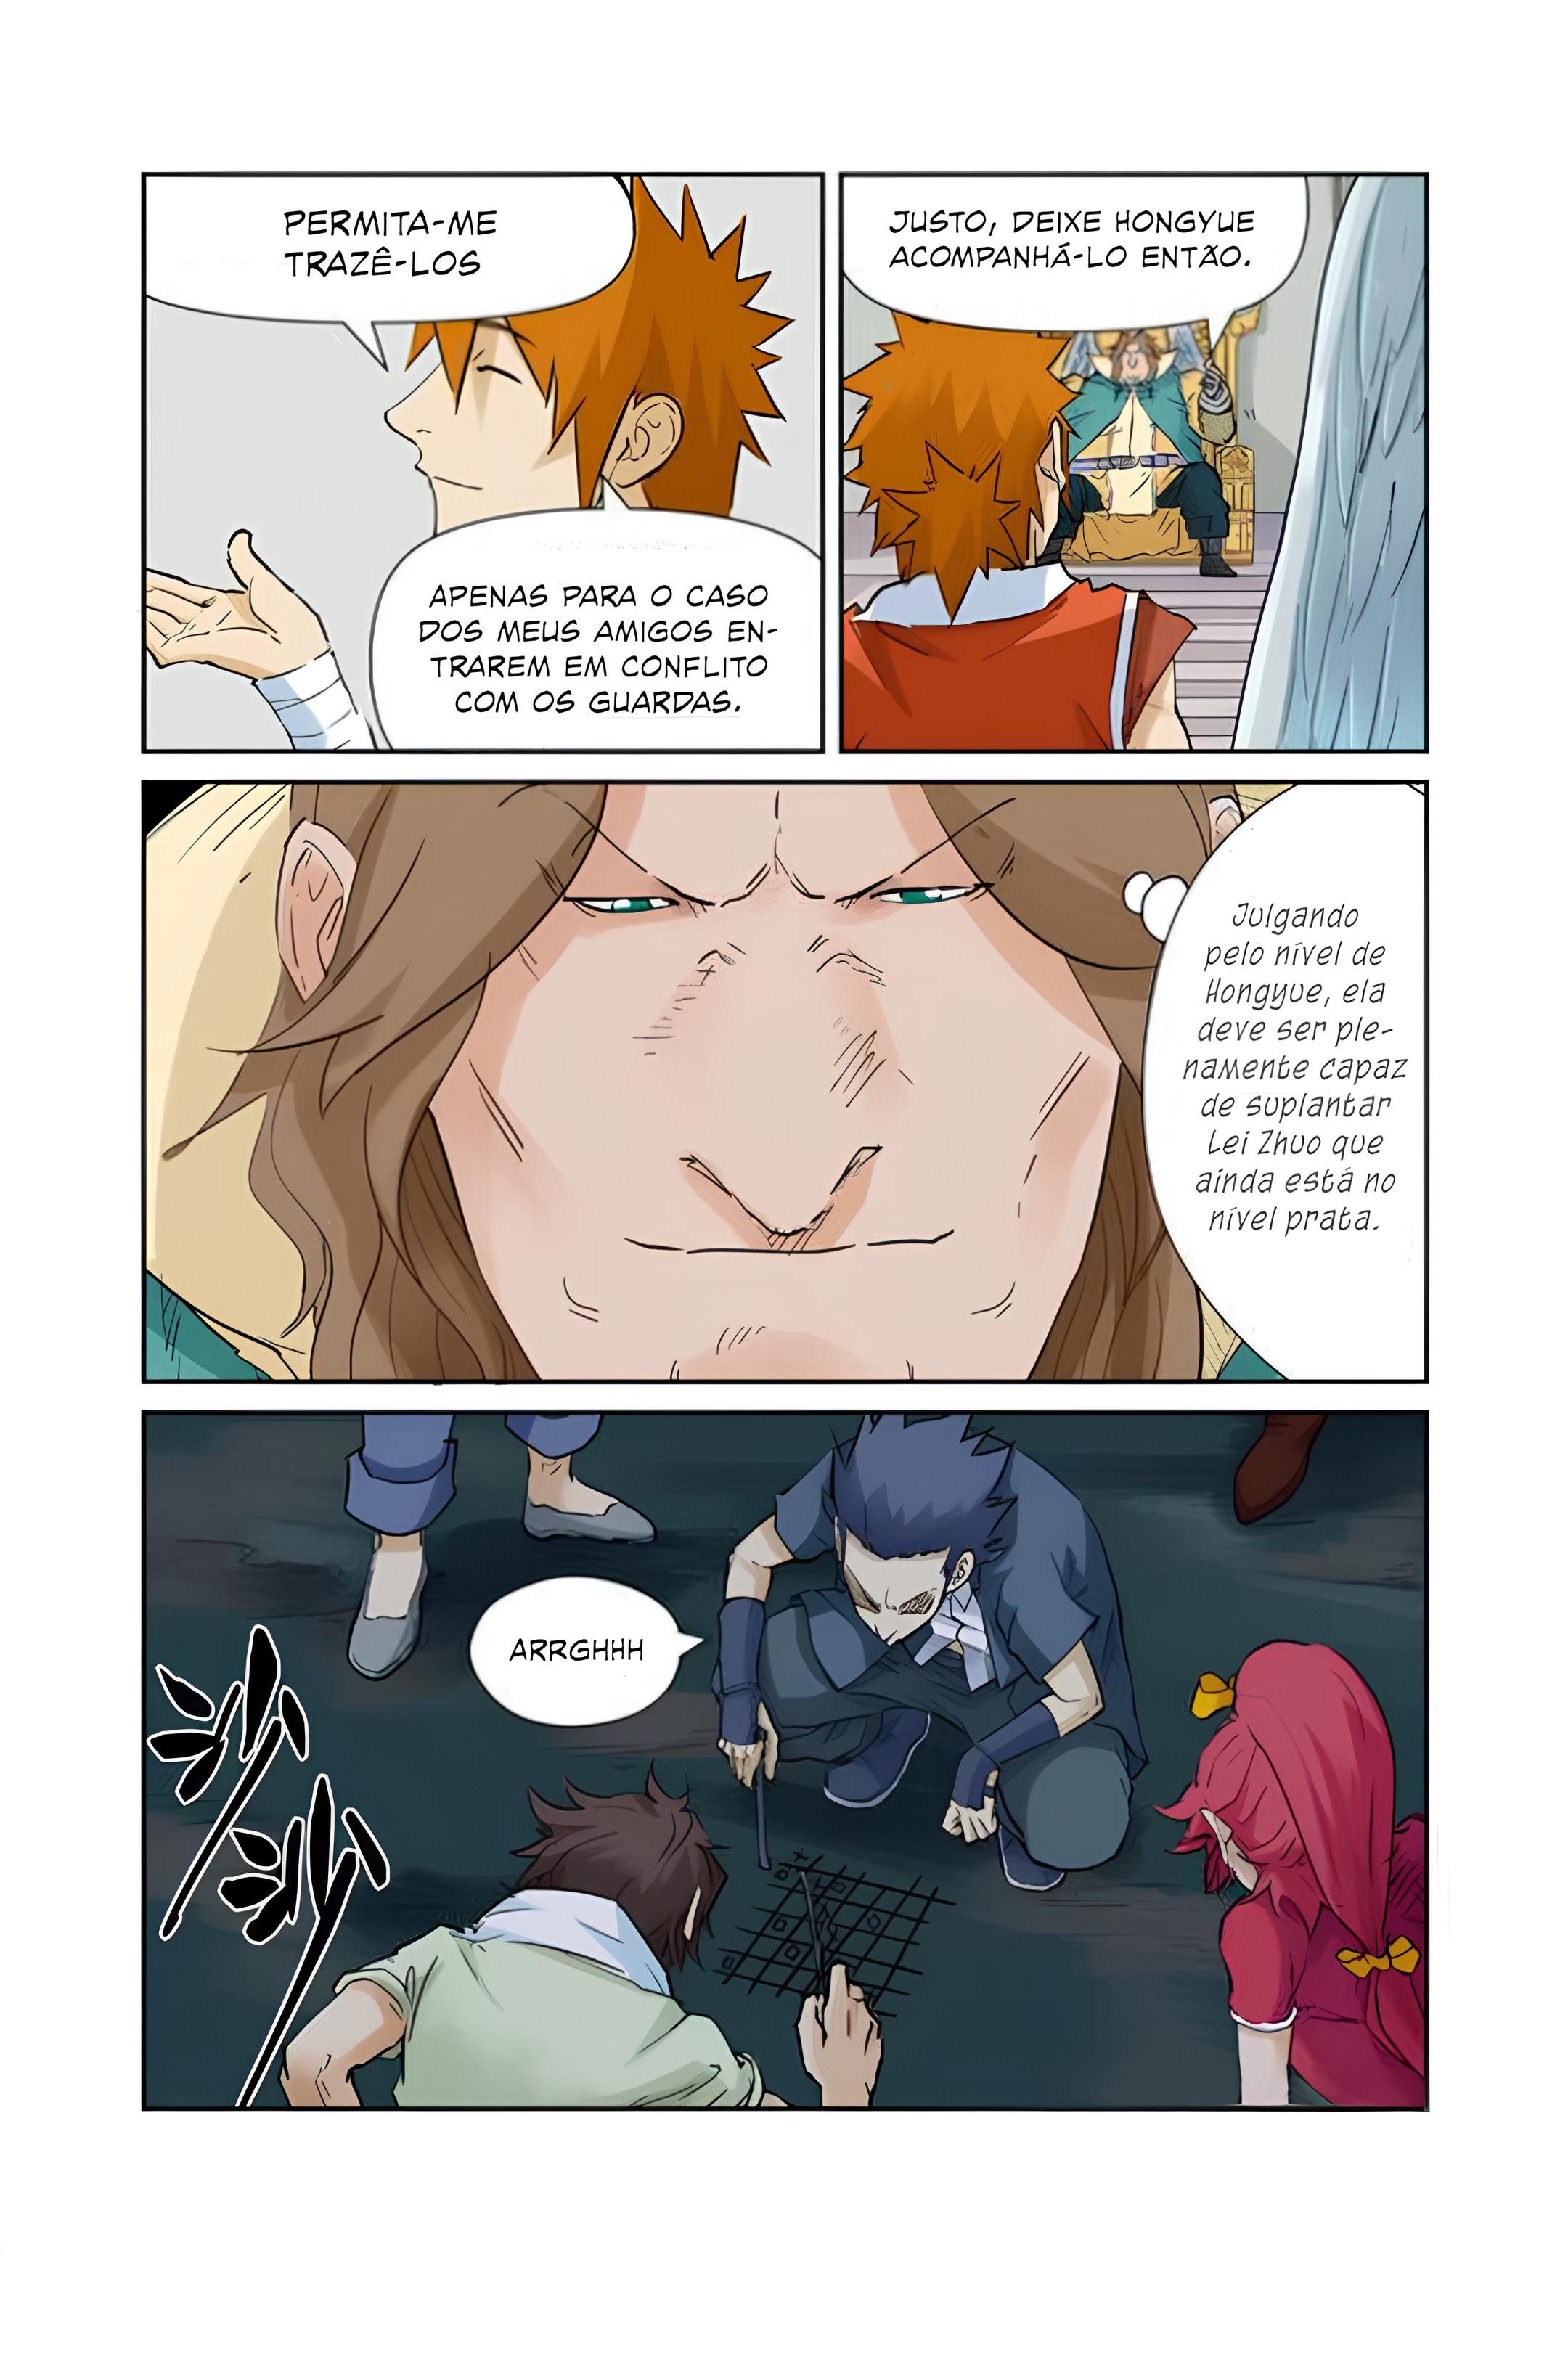 PERMITA-ME
TRAZÊ-LOS
APENAS PARA O CASO
DOS MEUS AMIGOS EN-
TRAREM EM CONFLITO
COM OS GUARDAS.
JUSTO, DEIXE HONGYUE
ACOMPANHÁ-LO ENTÃO.
Julgando
pelo nível de
Hongyue, ela
deve ser ple-
namente capaz
de suplantar
Lei Zhuo que
ainda está no
nível prata.
ARRGHHH
沙
沙